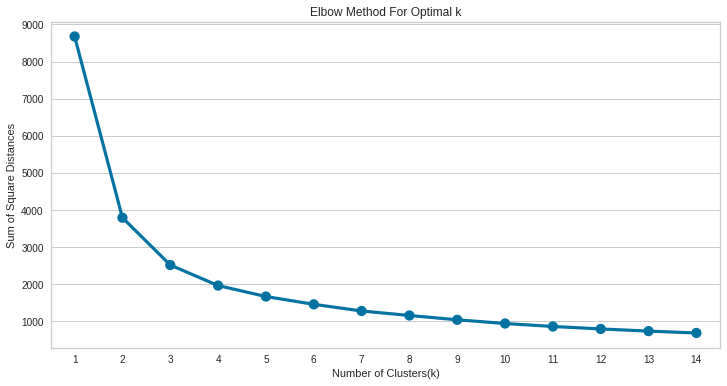 Elbow Method For Optimal k
Sum of Square Distances
9000
8000
7000
6000
5000
4000
3000
2000
1000
1 2 3 4 5 6 7 8 9 10 11 12 13 14
Number of Clusters(k)